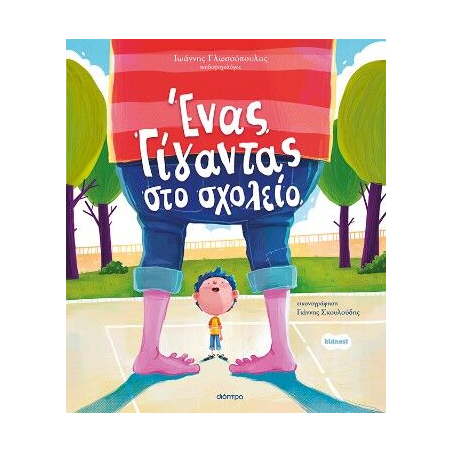 Ιωάννης Γλωσσόπουλος
παιδοψυχολόγος
Ένας
Γίγαντας
στο σχολείο
εικονογράφηση
Γιάννης Σκουλούδης
kidnest
διόπτρα